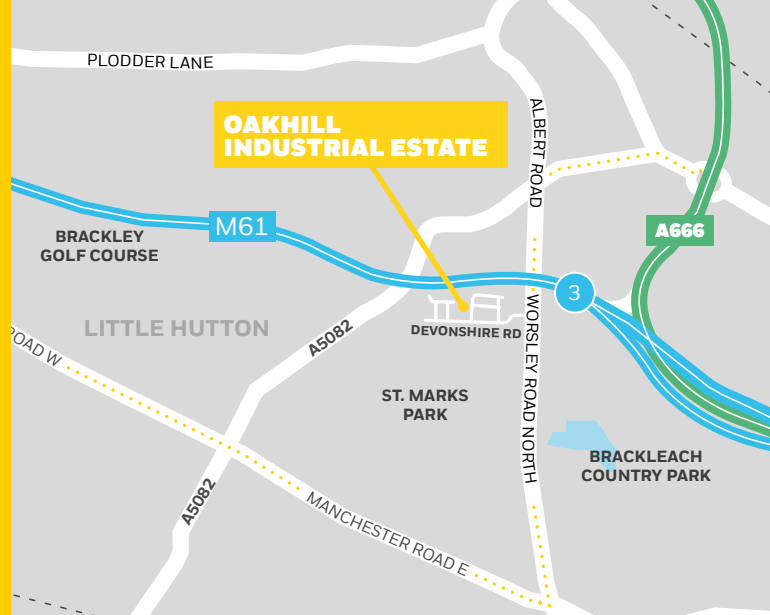 PLODDER LANE
OAKHILL
INDUSTRIAL ESTATE
ALBERT ROAD
M61
A666
BRACKLEY
GOLF COURSE
3
LITTLE HUTTON
A5082
DEVONSHIRE RD
WORSLEY ROAD NORTH
ROAD W
ST. MARKS
PARK
BRACKLEACH
COUNTRY PARK
A5082
MANCHESTER ROAD E